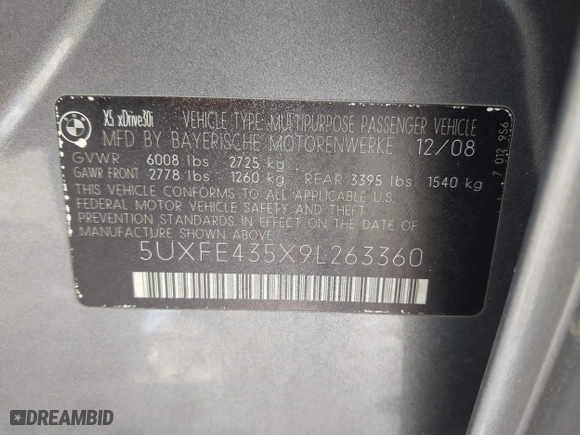 BMW
X5 xDrive30i
VEHICLE TYPE: MULTIPURPOSE PASSENGER VEHICLE
MFD BY BAYERISCHE MOTORENWERKE 12/08
GVWR 6008 lbs 2725 kg
GAWR FRONT 2778 lbs 1260 kg REAR 3395 lbs 1540 kg
THIS VEHICLE CONFORMS TO ALL APPLICABLE U.S.
FEDERAL MOTOR VEHICLE SAFETY, BUMPER, AND THEFT
PREVENTION STANDARDS IN EFFECT ON THE DATE OF
MANUFACTURE SHOWN ABOVE.
5UXFE435X9L263360
7 012 956
DREAMBID